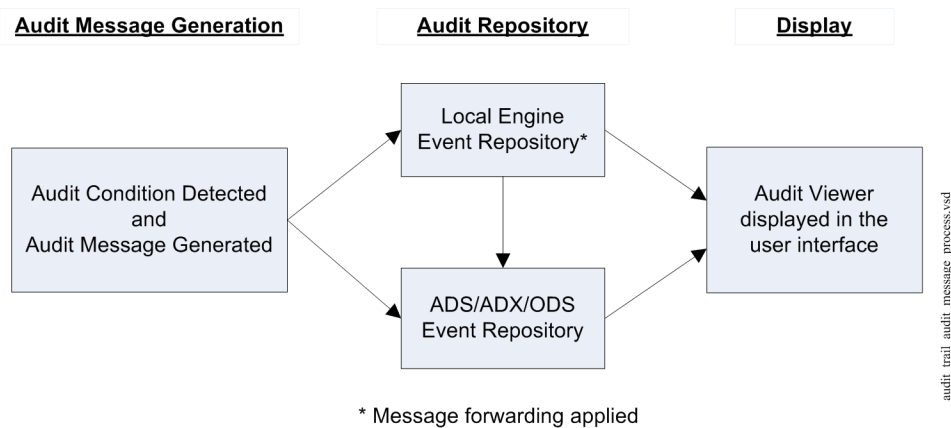 Audit Message Generation
Audit Repository
Display
Audit Condition Detected
and
Audit Message Generated
Local Engine
Event Repository*
ADS/ADX/ODS
Event Repository
Audit Viewer
displayed in the
user interface
* Message forwarding applied
audit_trail_audit_message_process.vsd